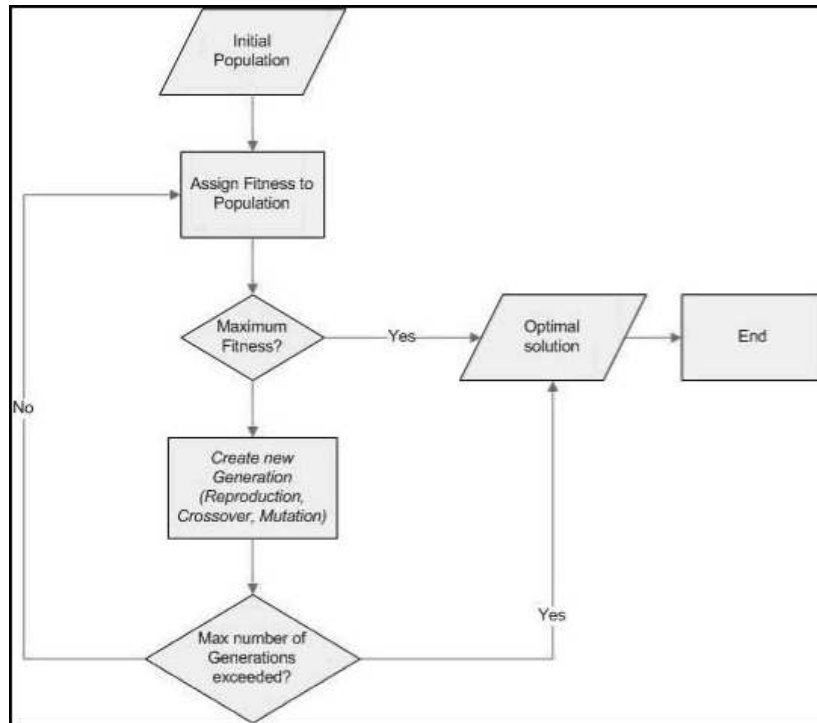 Initial
Population
Assign Fitness to
Population
Maximum
Fitness?
Yes
Optimal
solution
End
No
Create new
Generation
(Reproduction,
Crossover, Mutation)
Yes
Max number of
Generations
exceeded?